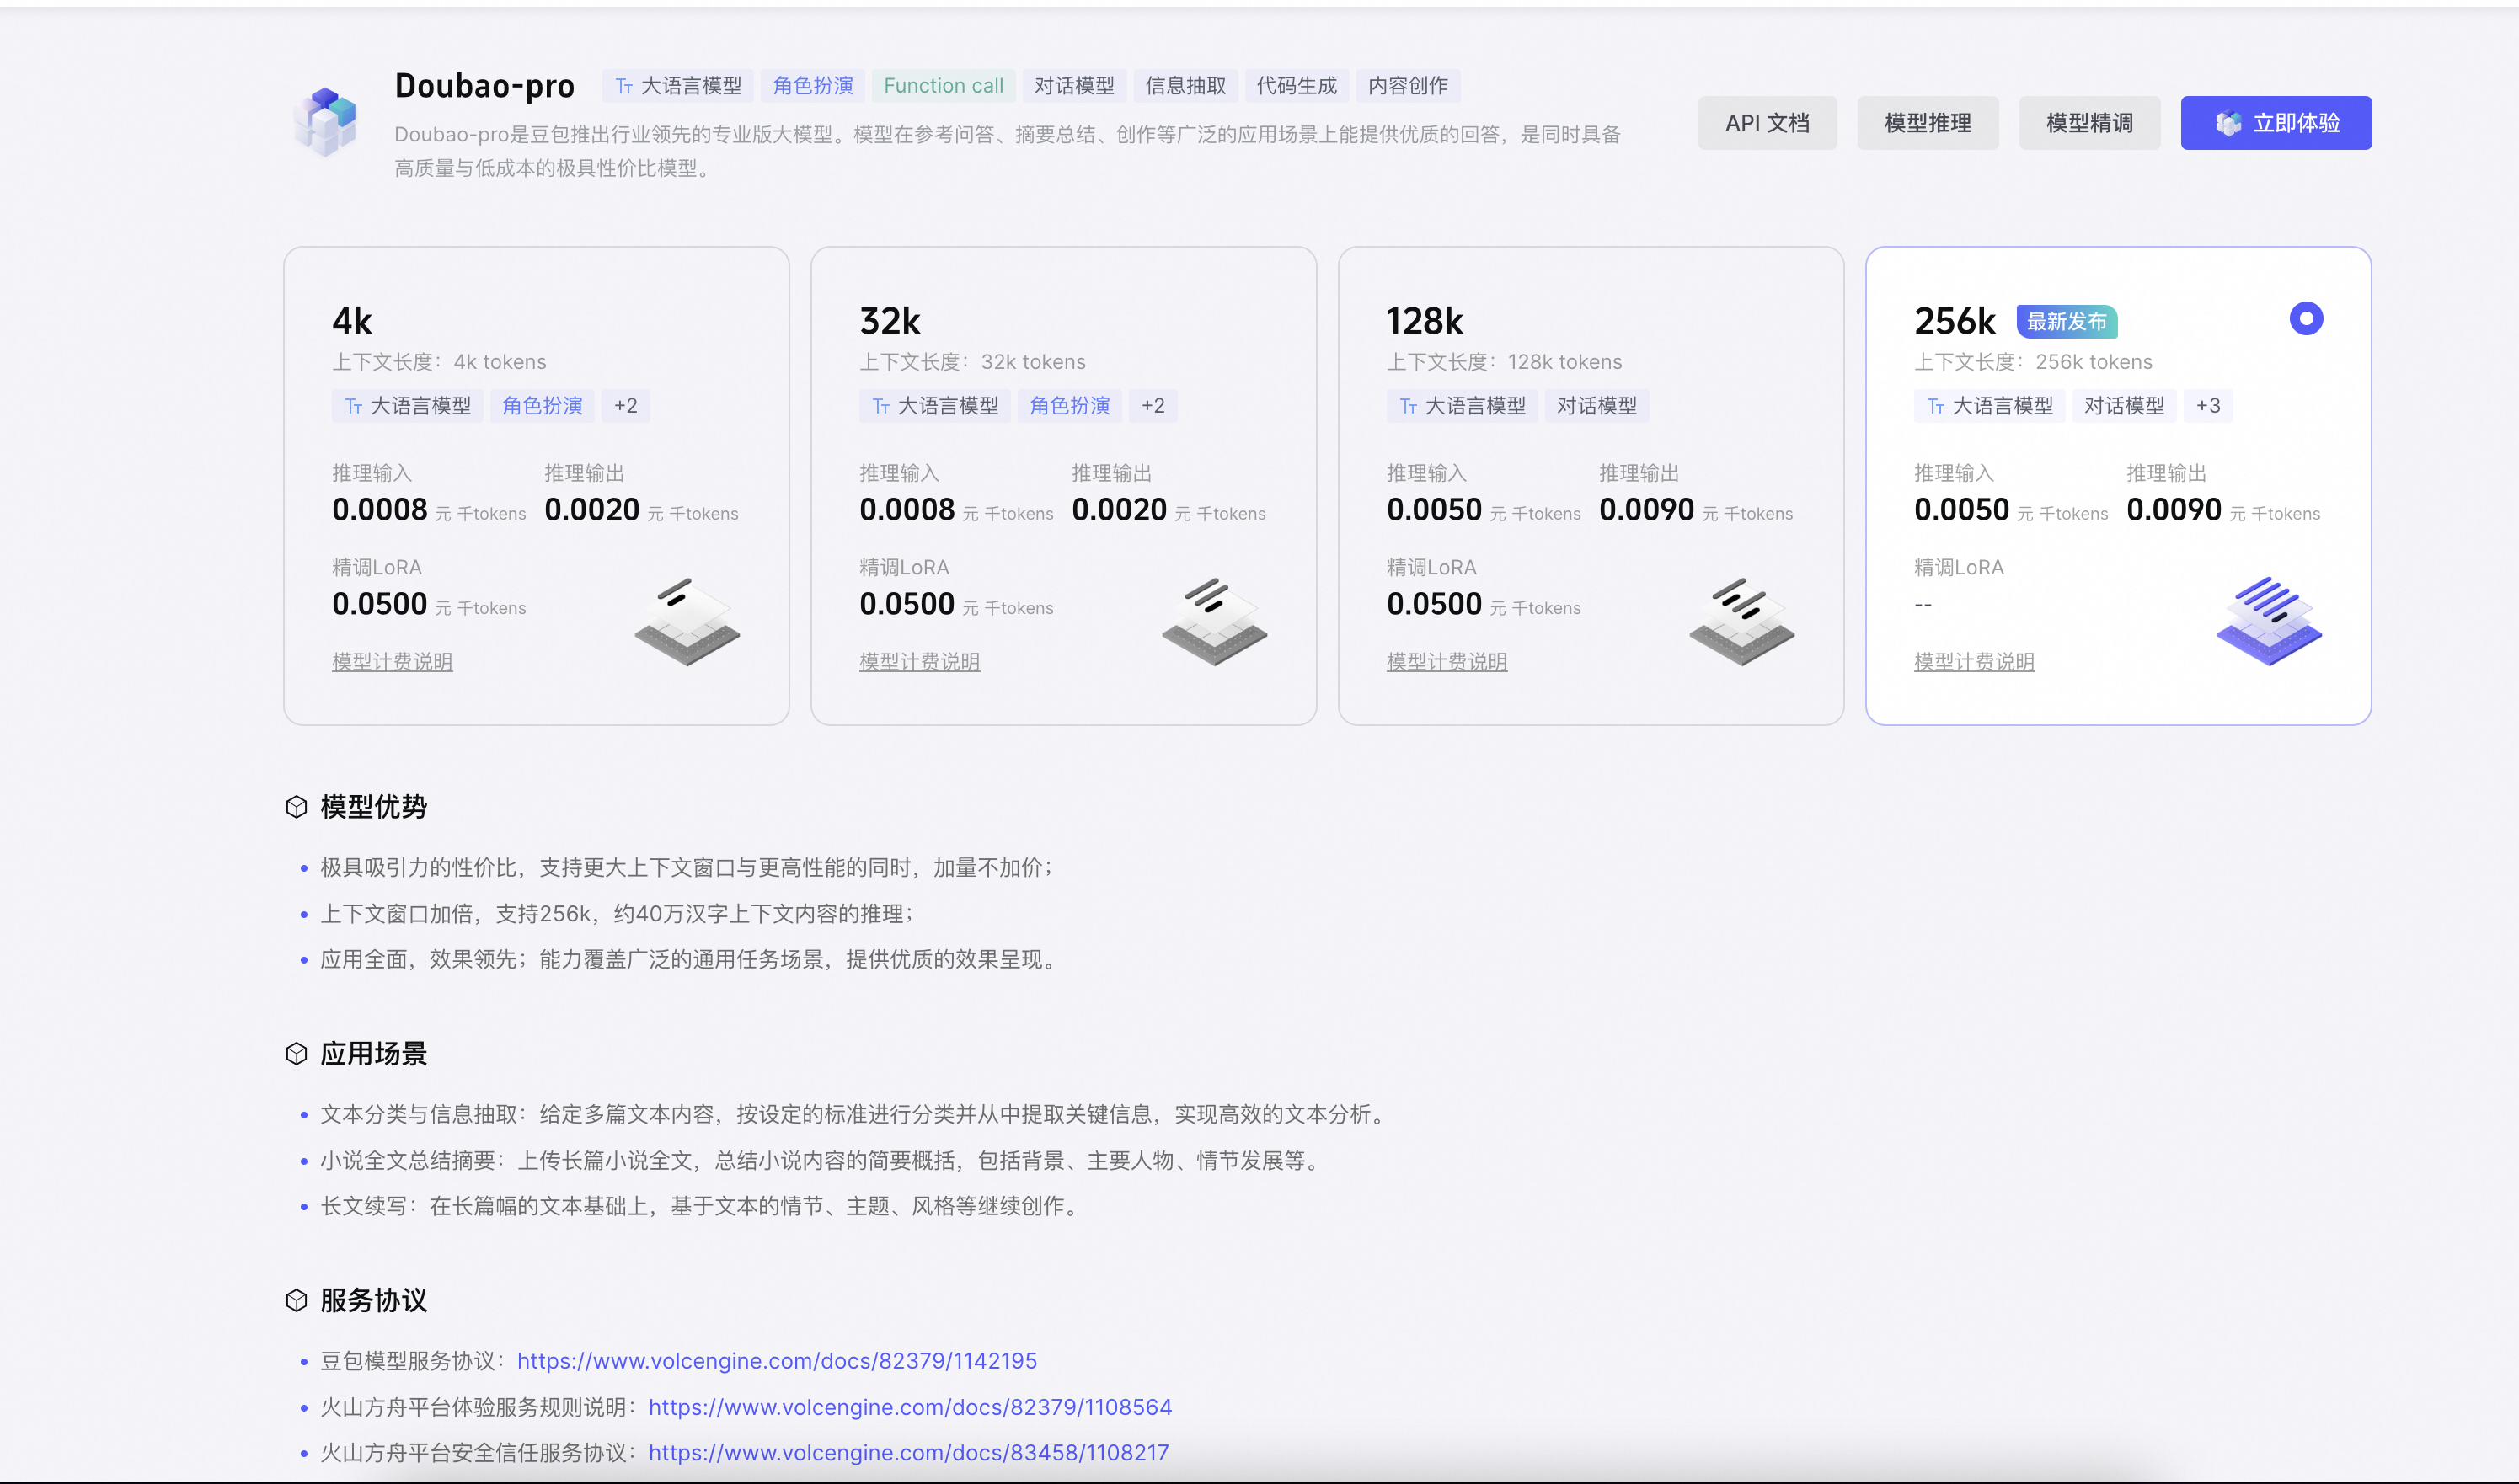 Doubao-pro Tт 大语言模型 角色扮演 Function call 对话模型 信息抽取 代码生成 内容创作
Doubao-pro是豆包推出行业领先的专业版大模型。模型在参考问答、摘要总结、创作等广泛的应用场景上能提供优质的回答，是同时具备
高质量与低成本的极具性价比模型。
API 文档 模型推理 模型精调 立即体验
4k
上下文长度：4k tokens
Tт 大语言模型 角色扮演 +2
推理输入 推理输出
0.0008 元 千tokens 0.0020 元 千tokens
精调LoRA
0.0500 元 千tokens
模型计费说明
32k
上下文长度：32k tokens
Tт 大语言模型 角色扮演 +2
推理输入 推理输出
0.0008 元 千tokens 0.0020 元 千tokens
精调LoRA
0.0500 元 千tokens
模型计费说明
128k
上下文长度：128k tokens
Tт 大语言模型 对话模型
推理输入 推理输出
0.0050 元 千tokens 0.0090 元 千tokens
精调LoRA
0.0500 元 千tokens
模型计费说明
256k 最新发布
上下文长度：256k tokens
Tт 大语言模型 对话模型 +3
推理输入 推理输出
0.0050 元 千tokens 0.0090 元 千tokens
精调LoRA
--
模型计费说明
模型优势
• 极具吸引力的性价比，支持更大上下文窗口与更高性能的同时，加量不加价；
• 上下文窗口加倍，支持256k，约40万汉字上下文内容的推理；
• 应用全面，效果领先；能力覆盖广泛的通用任务场景，提供优质的效果呈现。
应用场景
• 文本分类与信息抽取：给定多篇文本内容，按设定的标准进行分类并从中提取关键信息，实现高效的文本分析。
• 小说全文总结摘要：上传长篇小说全文，总结小说内容的简要概括，包括背景、主要人物、情节发展等。
• 长文续写：在长篇幅的文本基础上，基于文本的情节、主题、风格等继续创作。
服务协议
• 豆包模型服务协议：https://www.volcengine.com/docs/82379/1142195
• 火山方舟平台体验服务规则说明：https://www.volcengine.com/docs/82379/1108564
• 火山方舟平台安全信任服务协议：https://www.volcengine.com/docs/83458/1108217